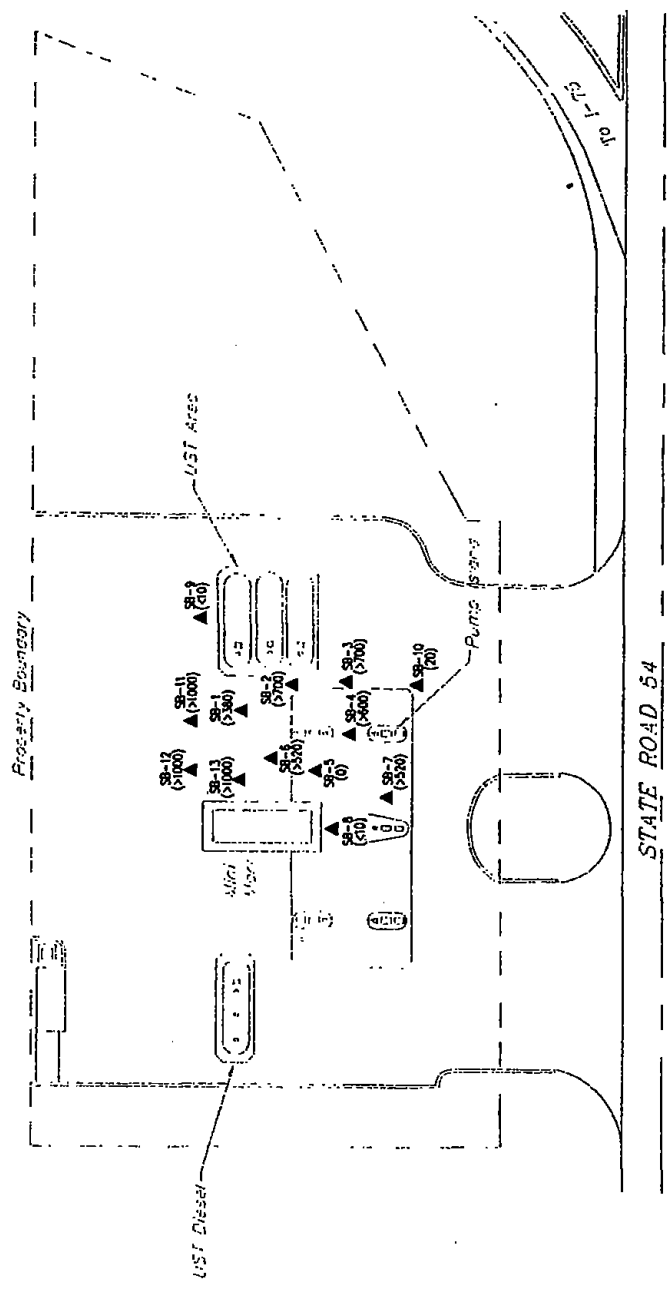 Property Boundary
To I-75
UST Area
SB-9
(<10)
SB-11
(>1000)
SB-12
(>1000)
SB-1
(>380)
SB-13
(>1000)
SB-2
(>700)
SB-6
(>520)
SB-3
(>700)
SB-4
(>600)
SB-5
(0)
SB-10
(20)
SB-7
(>520)
SB-8
(<10)
Pump Island
Mini
Mart
UST Diesel
STATE ROAD 54